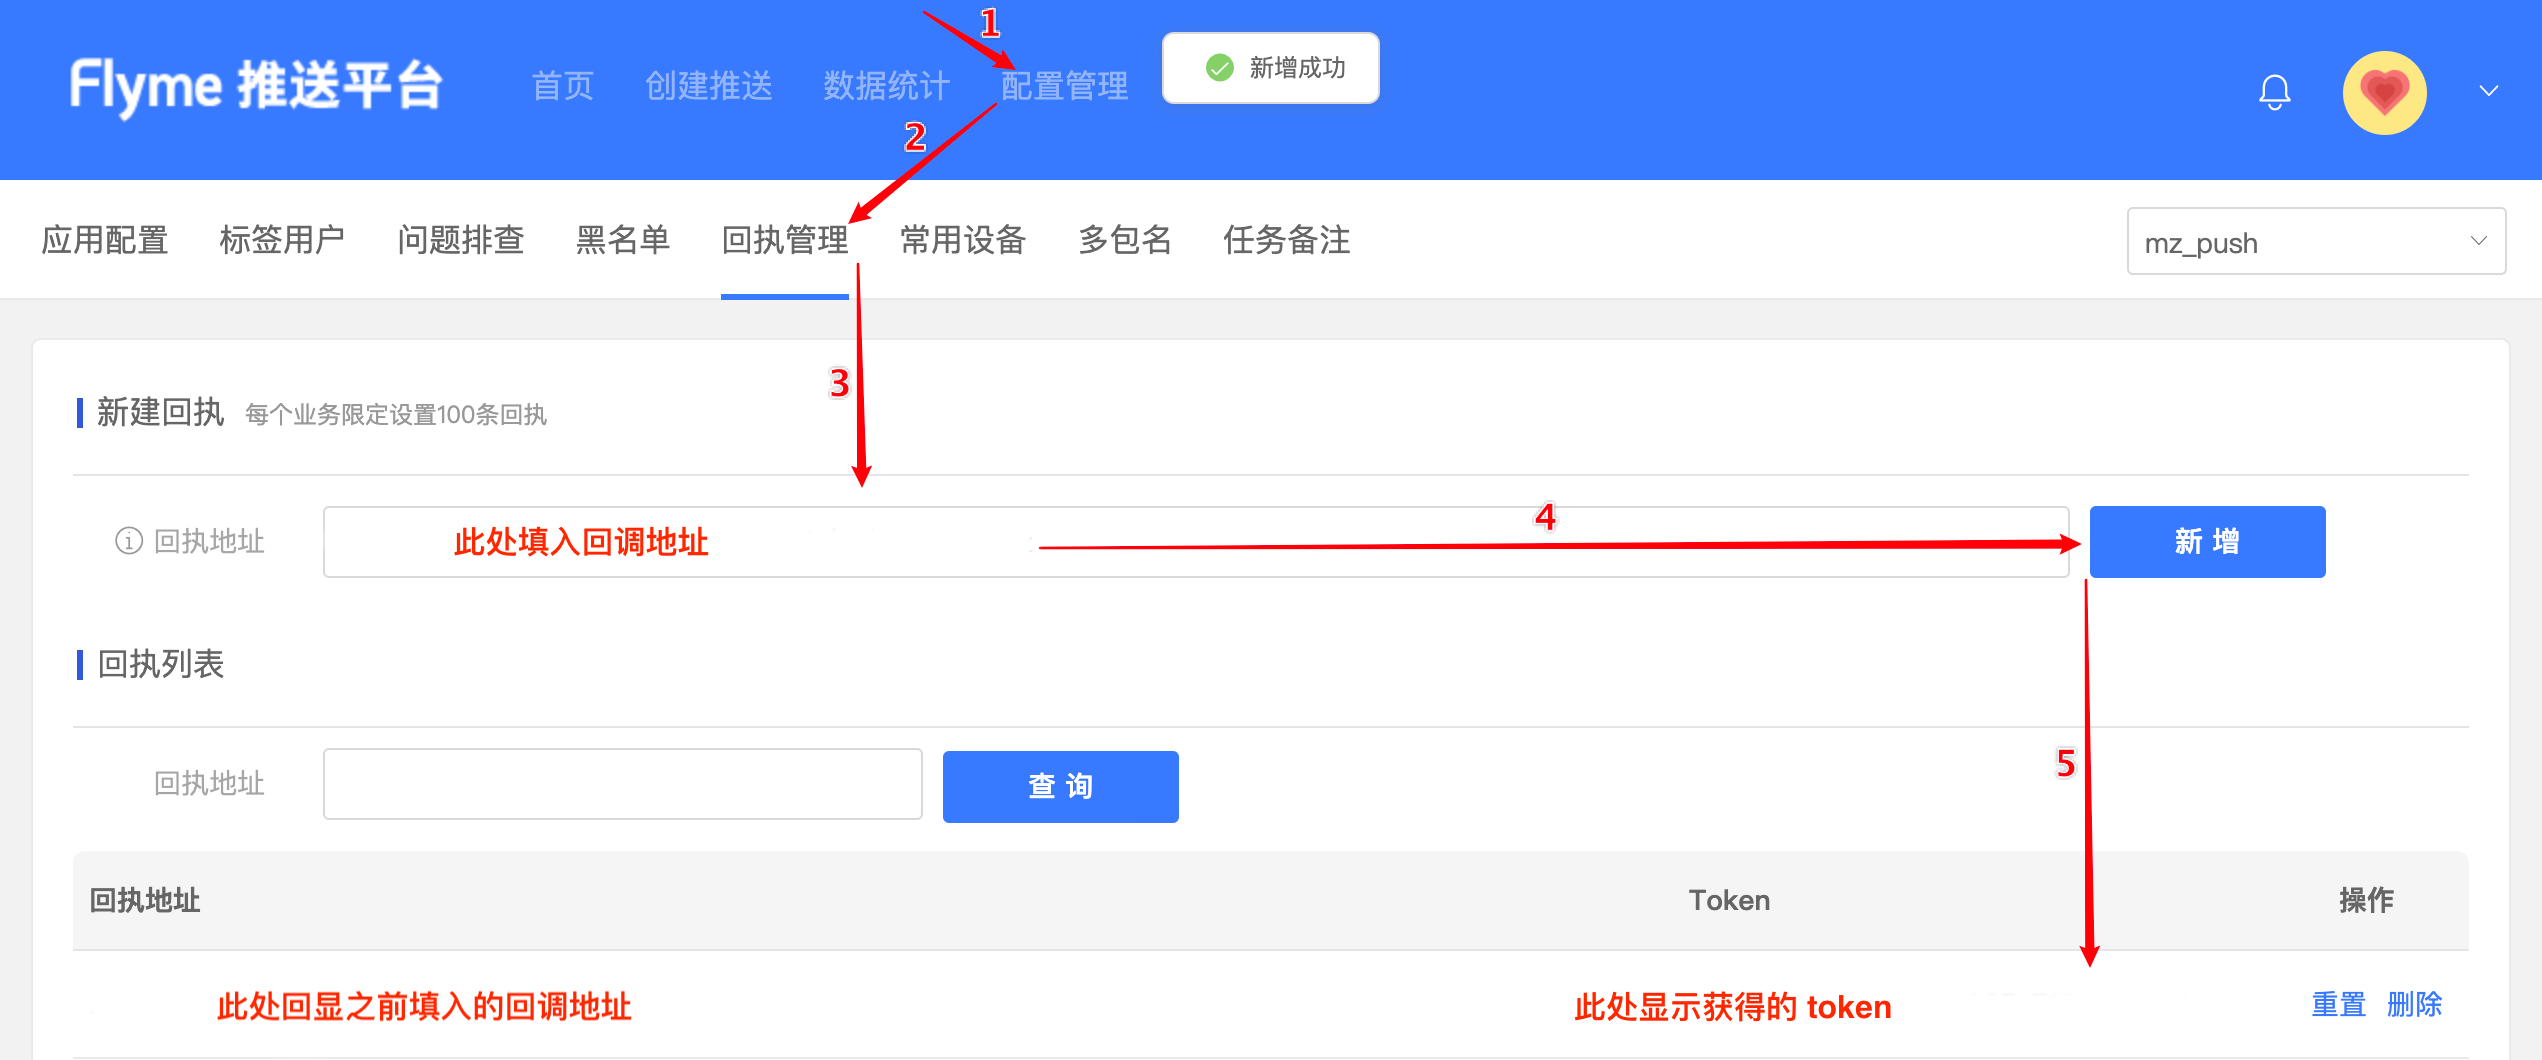 1
新增成功
Flyme 推送平台
首页 创建推送 数据统计 配置管理
2
应用配置 标签用户 问题排查 黑名单 回执管理 常用设备 多包名 任务备注 mz_push
3
新建回执 每个业务限定设置100条回执
4
回执地址 此处填入回调地址 新增
回执列表
5
回执地址 查询
回执地址 Token 操作
此处回显之前填入的回调地址 此处显示获得的 token 重置 删除